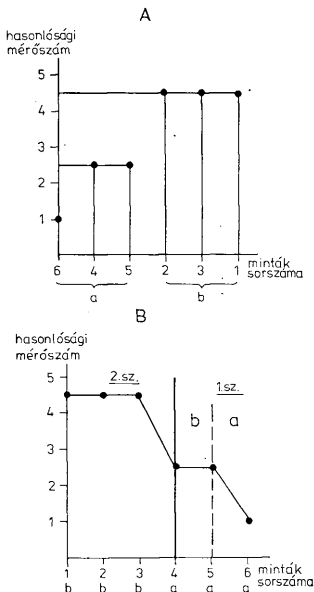 A
hasonlósági
mérőszám
5
4
3
2
1
6 4 5 2 3 1 minták
sorszáma
a b
B
hasonlósági
mérőszám
5
4
3
2
1
2.sz. 1.sz.
b a
1 2 3 4 5 6 minták
b b b a a a sorszáma